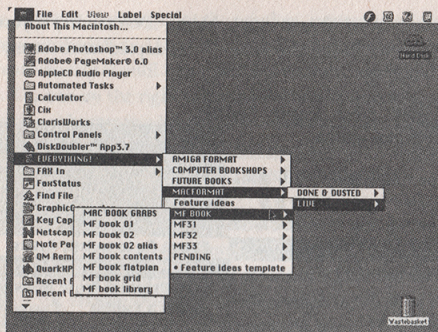 File Edit View Label Special
About This Macintosh...
Adobe Photoshop™ 3.0 alias
Adobe® PageMaker® 6.0
AppleCD Audio Player
Automated Tasks
Calculator
Cix
ClarisWorks
Control Panels
DiskDoubler™ App3.7
EVERYTHING!
FAX In
FaxStatus
Find File
GraphicConverter
Key Cap
Netscap
Note Pa
QM Rem
QuarkXP
Recent
Recent
AMIGA FORMAT
COMPUTER BOOKSHOPS
FUTURE BOOKS
MACFORMAT
Feature ideas
MF BOOK
MF31
MF32
MF33
PENDING
• Feature ideas template
DONE & DUSTED
LIVE
MAC BOOK GRABS
MF book 01
MF book 02
MF book 02 alias
MF book contents
MF book flatplan
MF book grid
MF book library
Hard Disk
Wastebasket